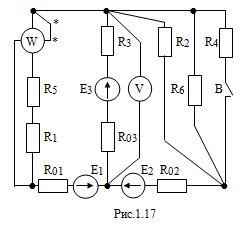 *
W *
R3 R2 R4
R5 E3 V R6 B
R1 R03
R01 E1 E2 R02
Рис.1.17